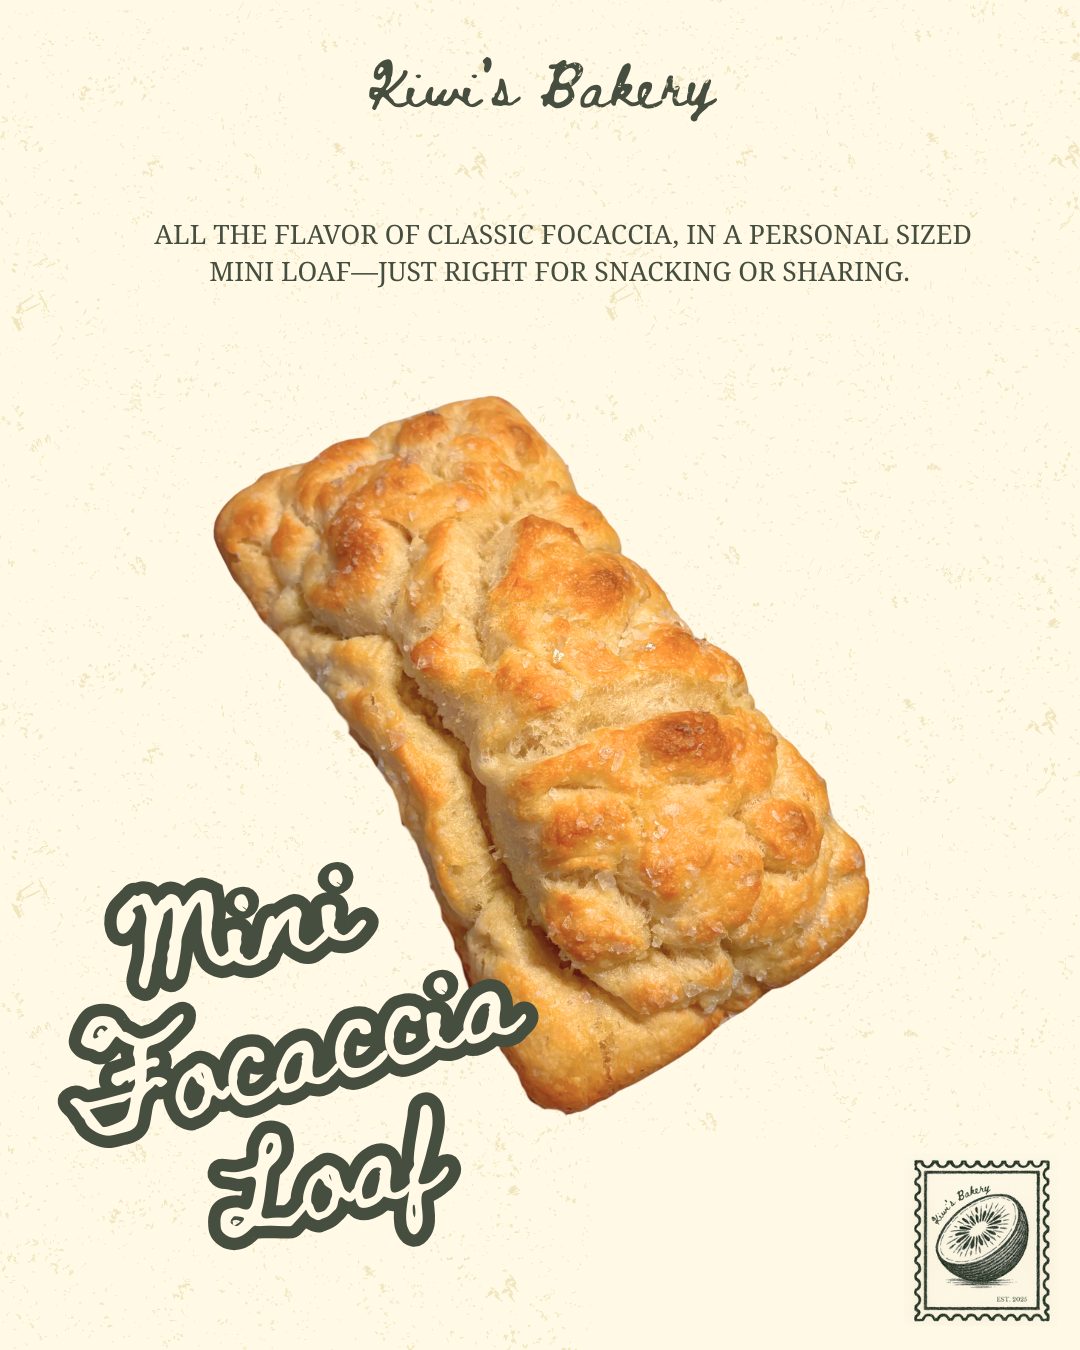 Kiwi's Bakery
ALL THE FLAVOR OF CLASSIC FOCACCIA, IN A PERSONAL SIZED
MINI LOAF—JUST RIGHT FOR SNACKING OR SHARING.
Mini
Focaccia
Loaf
Kiwi's Bakery
EST. 2025